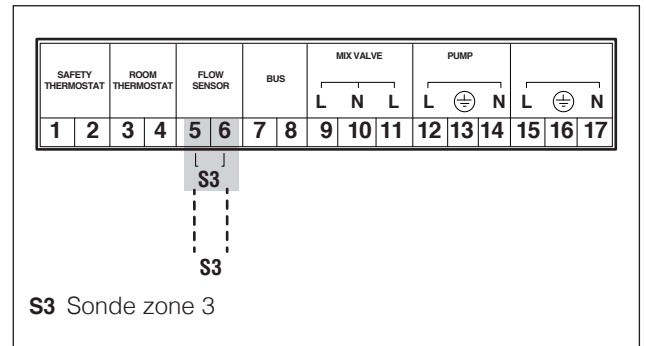 SAFETY THERMOSTAT
ROOM THERMOSTAT
FLOW SENSOR
BUS
MIX VALVE
PUMP
L N L L N L N
1 2 3 4 5 6 7 8 9 10 11 12 13 14 15 16 17
S3
S3
S3 Sonde zone 3